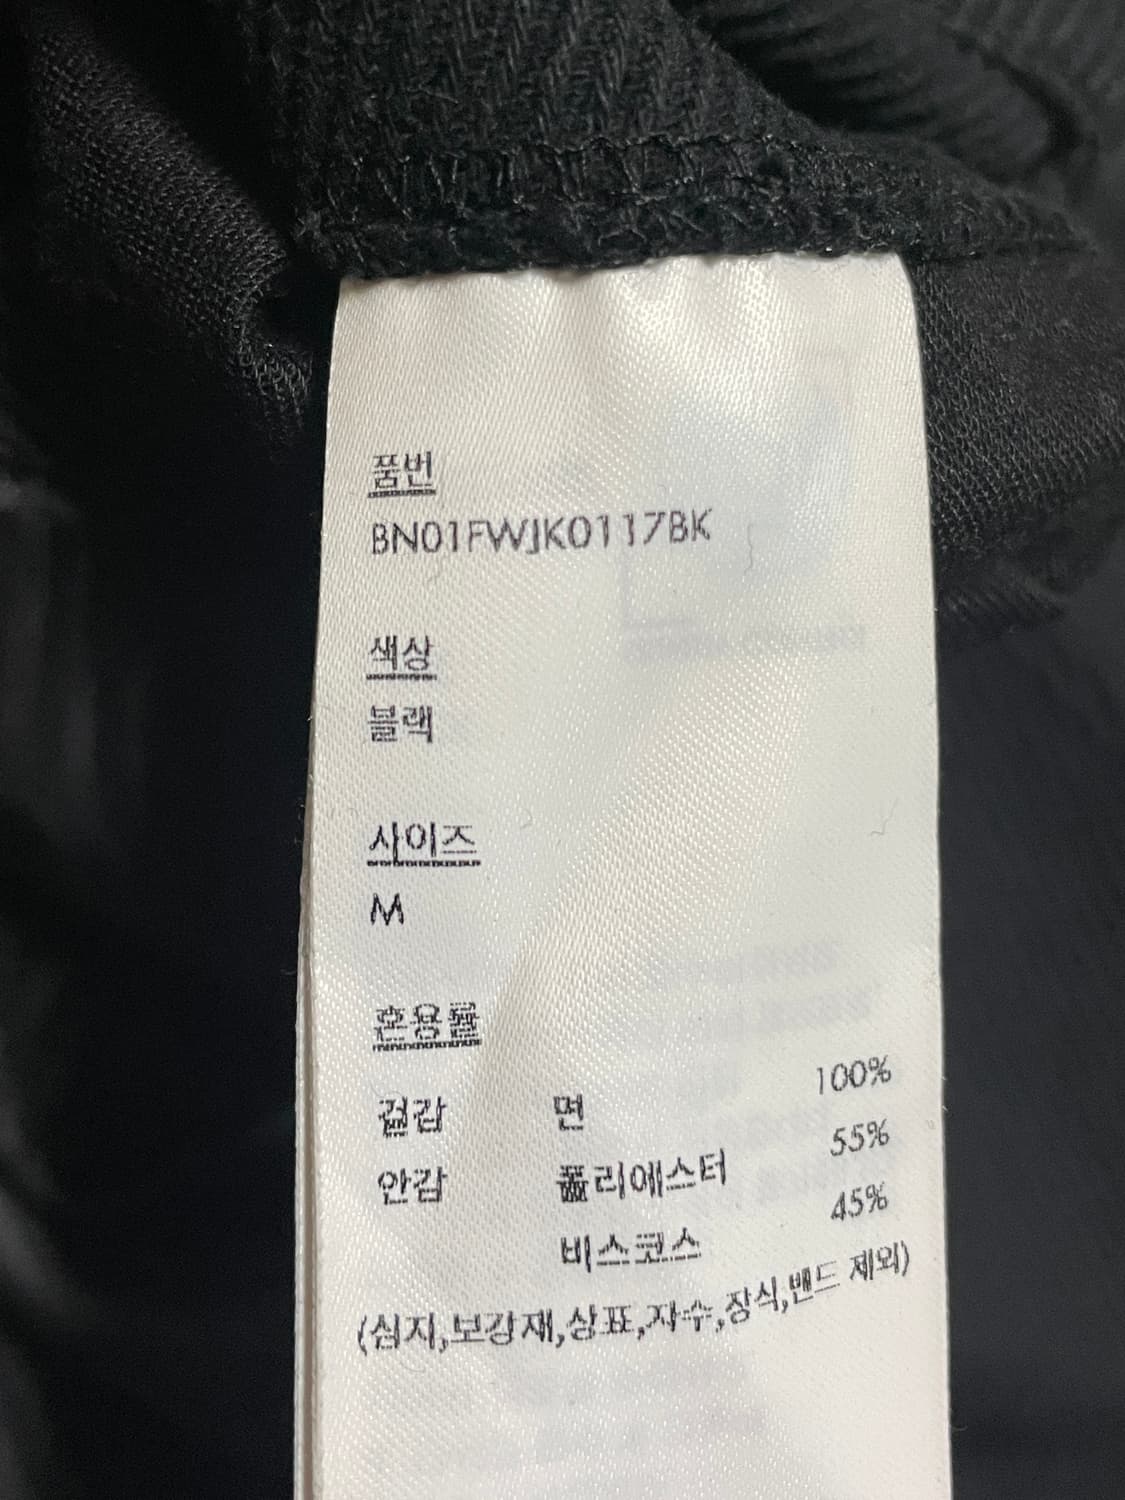 품번
BN01FWJK0117BK
색상
블랙
사이즈
M
혼용률
겉감 면 100%
안감 폴리에스터 55%
비스코스 45%
(심지,보강재,상표,자수,장식,밴드 제외)